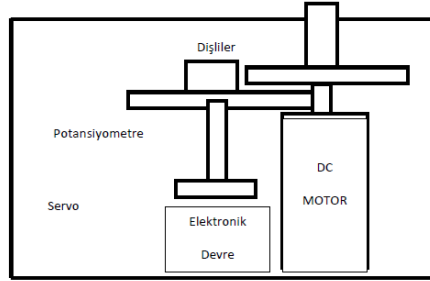 Dişliler
Potansiyometre
DC
MOTOR
Servo
Elektronik
Devre